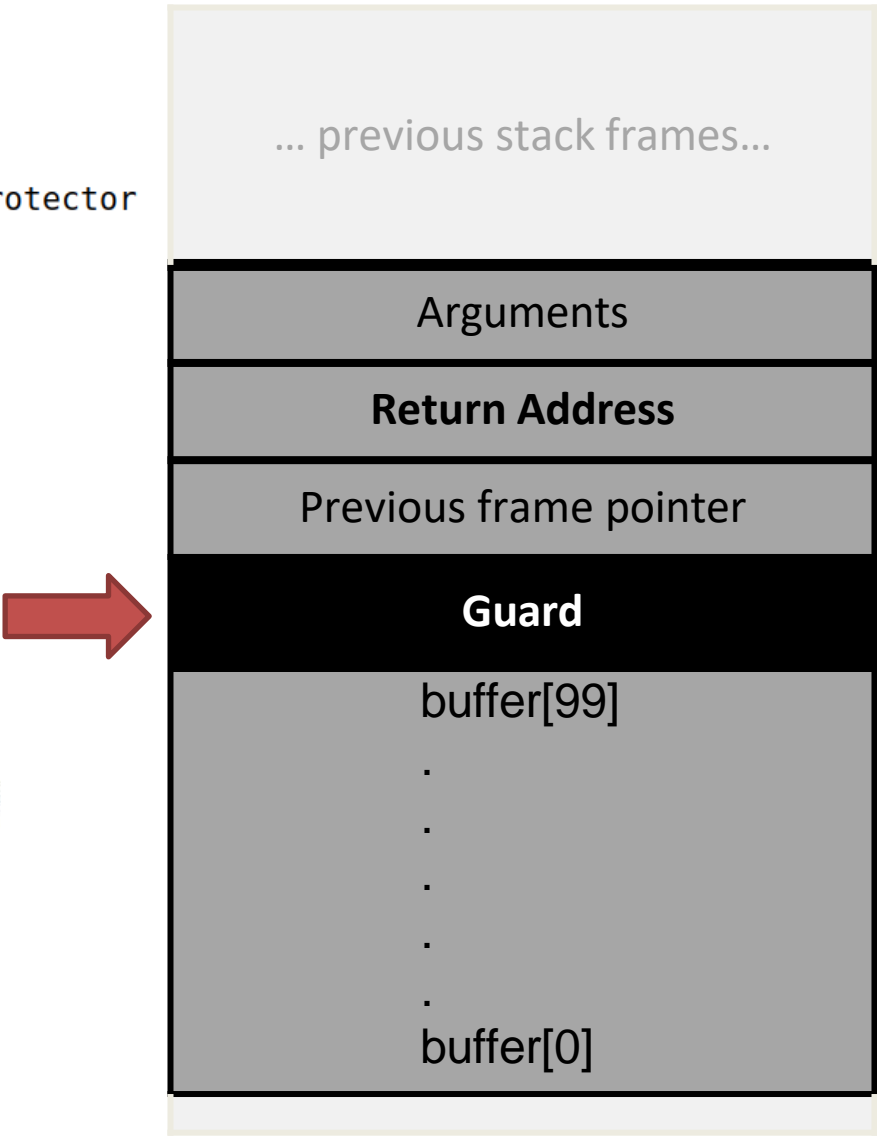 … previous stack frames…
rotector
Arguments
Return Address
Previous frame pointer
Guard
buffer[99]
.
.
.
.
.
buffer[0]